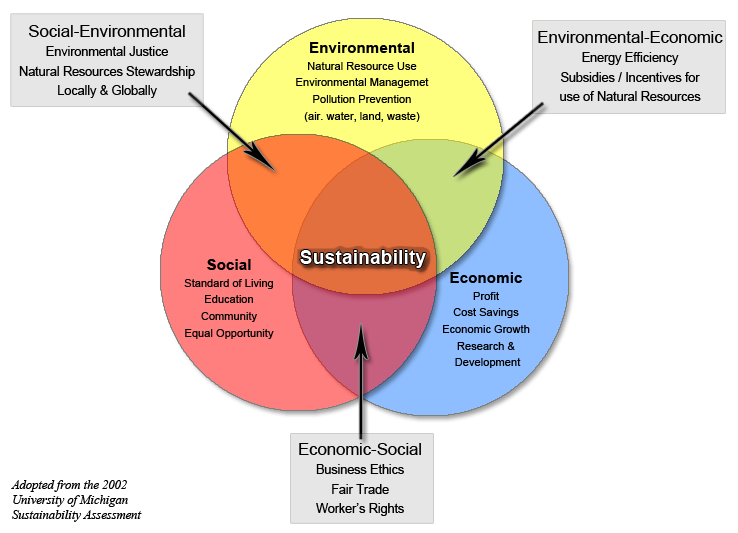 Social-Environmental
Environmental Justice
Natural Resources Stewardship
Locally & Globally
Environmental
Natural Resource Use
Environmental Managemet
Pollution Prevention
(air. water, land, waste)
Environmental-Economic
Energy Efficiency
Subsidies / Incentives for
use of Natural Resources
Sustainability
Social
Standard of Living
Education
Community
Equal Opportunity
Economic
Profit
Cost Savings
Economic Growth
Research &
Development
Economic-Social
Business Ethics
Fair Trade
Worker's Rights
Adopted from the 2002
University of Michigan
Sustainability Assessment